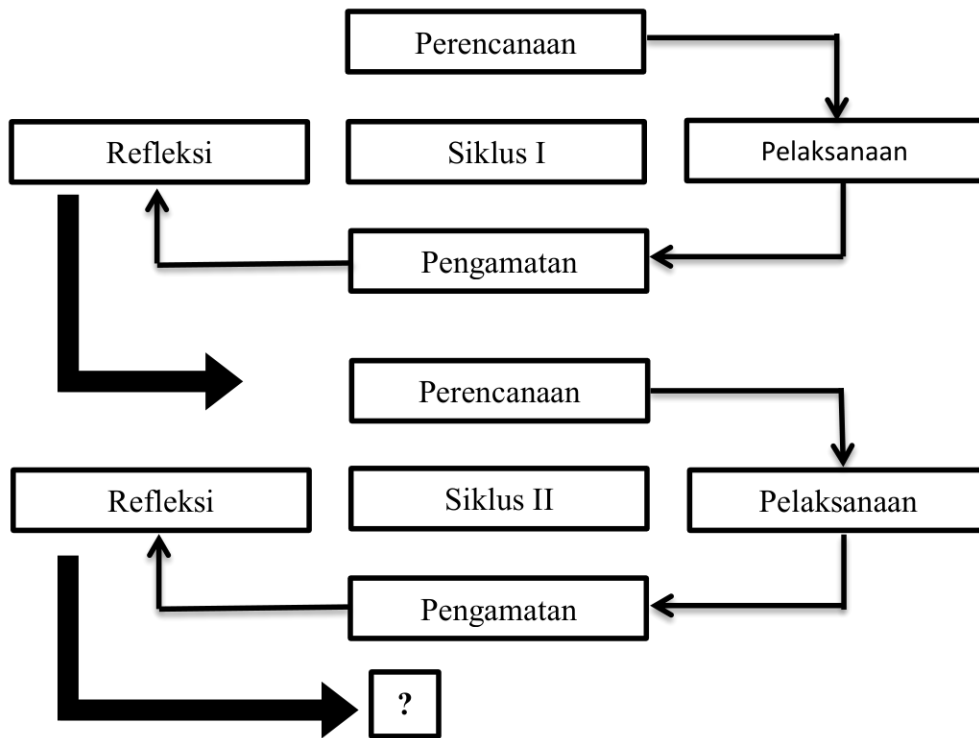 Perencanaan
Refleksi
Siklus I
Pelaksanaan
Pengamatan
Perencanaan
Refleksi
Siklus II
Pelaksanaan
Pengamatan
?